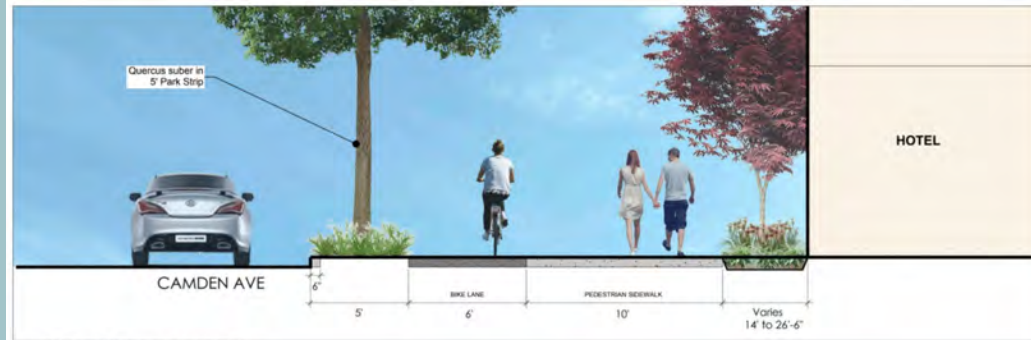 Quercus suber in
5' Park Strip
HOTEL
CAMDEN AVE
6"
BIKE LANE
PEDESTRIAN SIDEWALK
5'
6'
10'
Varies
14' to 26'-6"